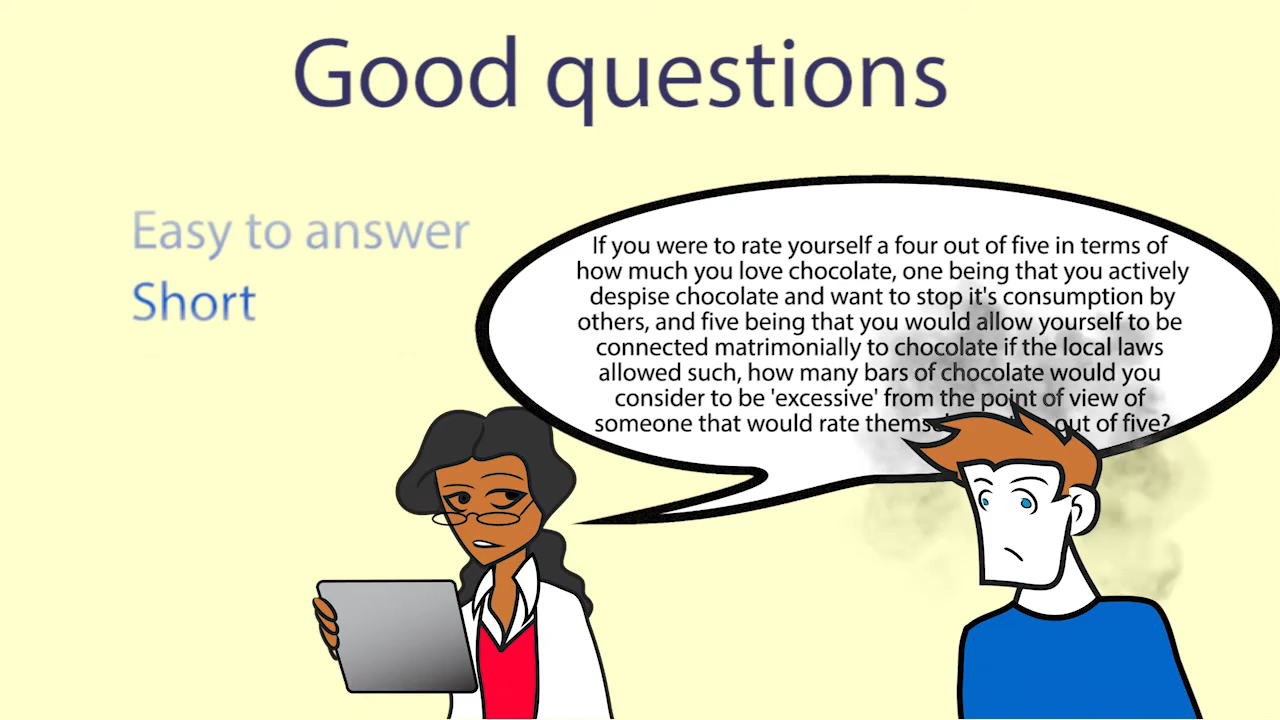 Good questions
Easy to answer
Short
If you were to rate yourself a four out of five in terms of
how much you love chocolate, one being that you actively
despise chocolate and want to stop it's consumption by
others, and five being that you would allow yourself to be
connected matrimonially to chocolate if the local laws
allowed such, how many bars of chocolate would you
consider to be 'excessive' from the point of view of
someone that would rate out of five?